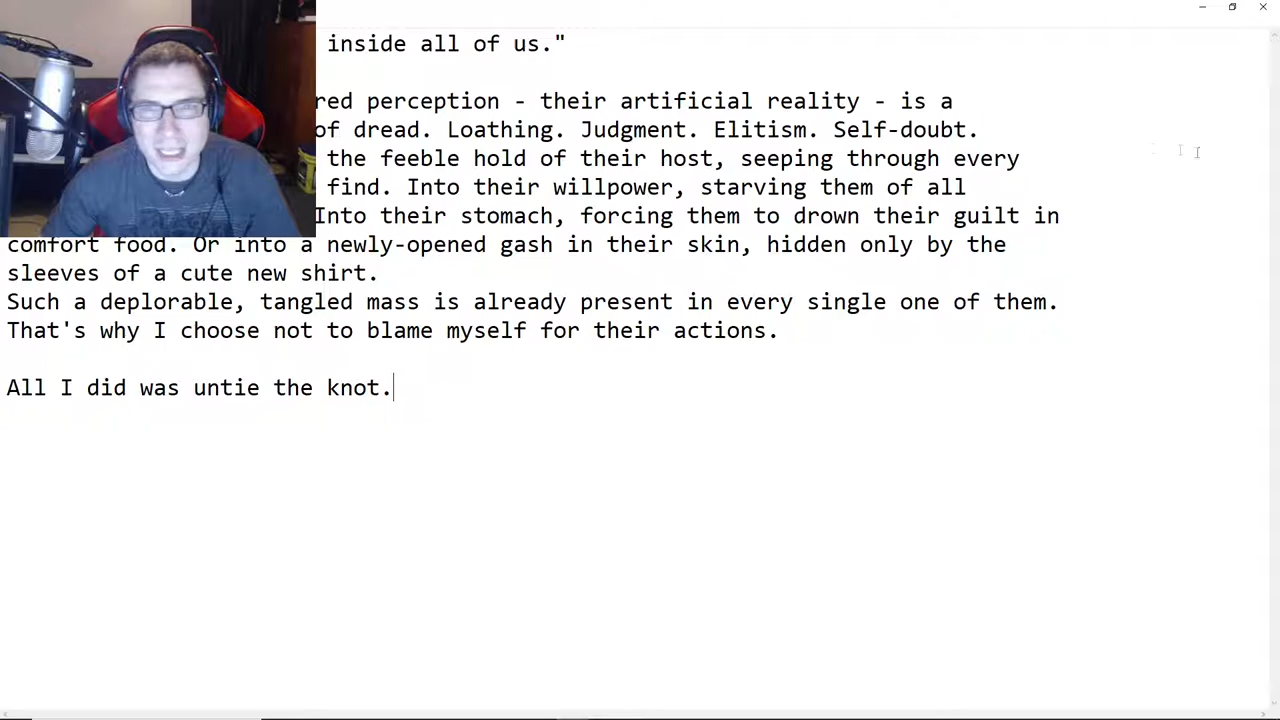 inside all of us."
red perception - their artificial reality - is a
of dread. Loathing. Judgment. Elitism. Self-doubt.
the feeble hold of their host, seeping through every
find. Into their willpower, starving them of all
Into their stomach, forcing them to drown their guilt in
comfort food. Or into a newly-opened gash in their skin, hidden only by the
sleeves of a cute new shirt.
Such a deplorable, tangled mass is already present in every single one of them.
That's why I choose not to blame myself for their actions.
All I did was untie the knot.